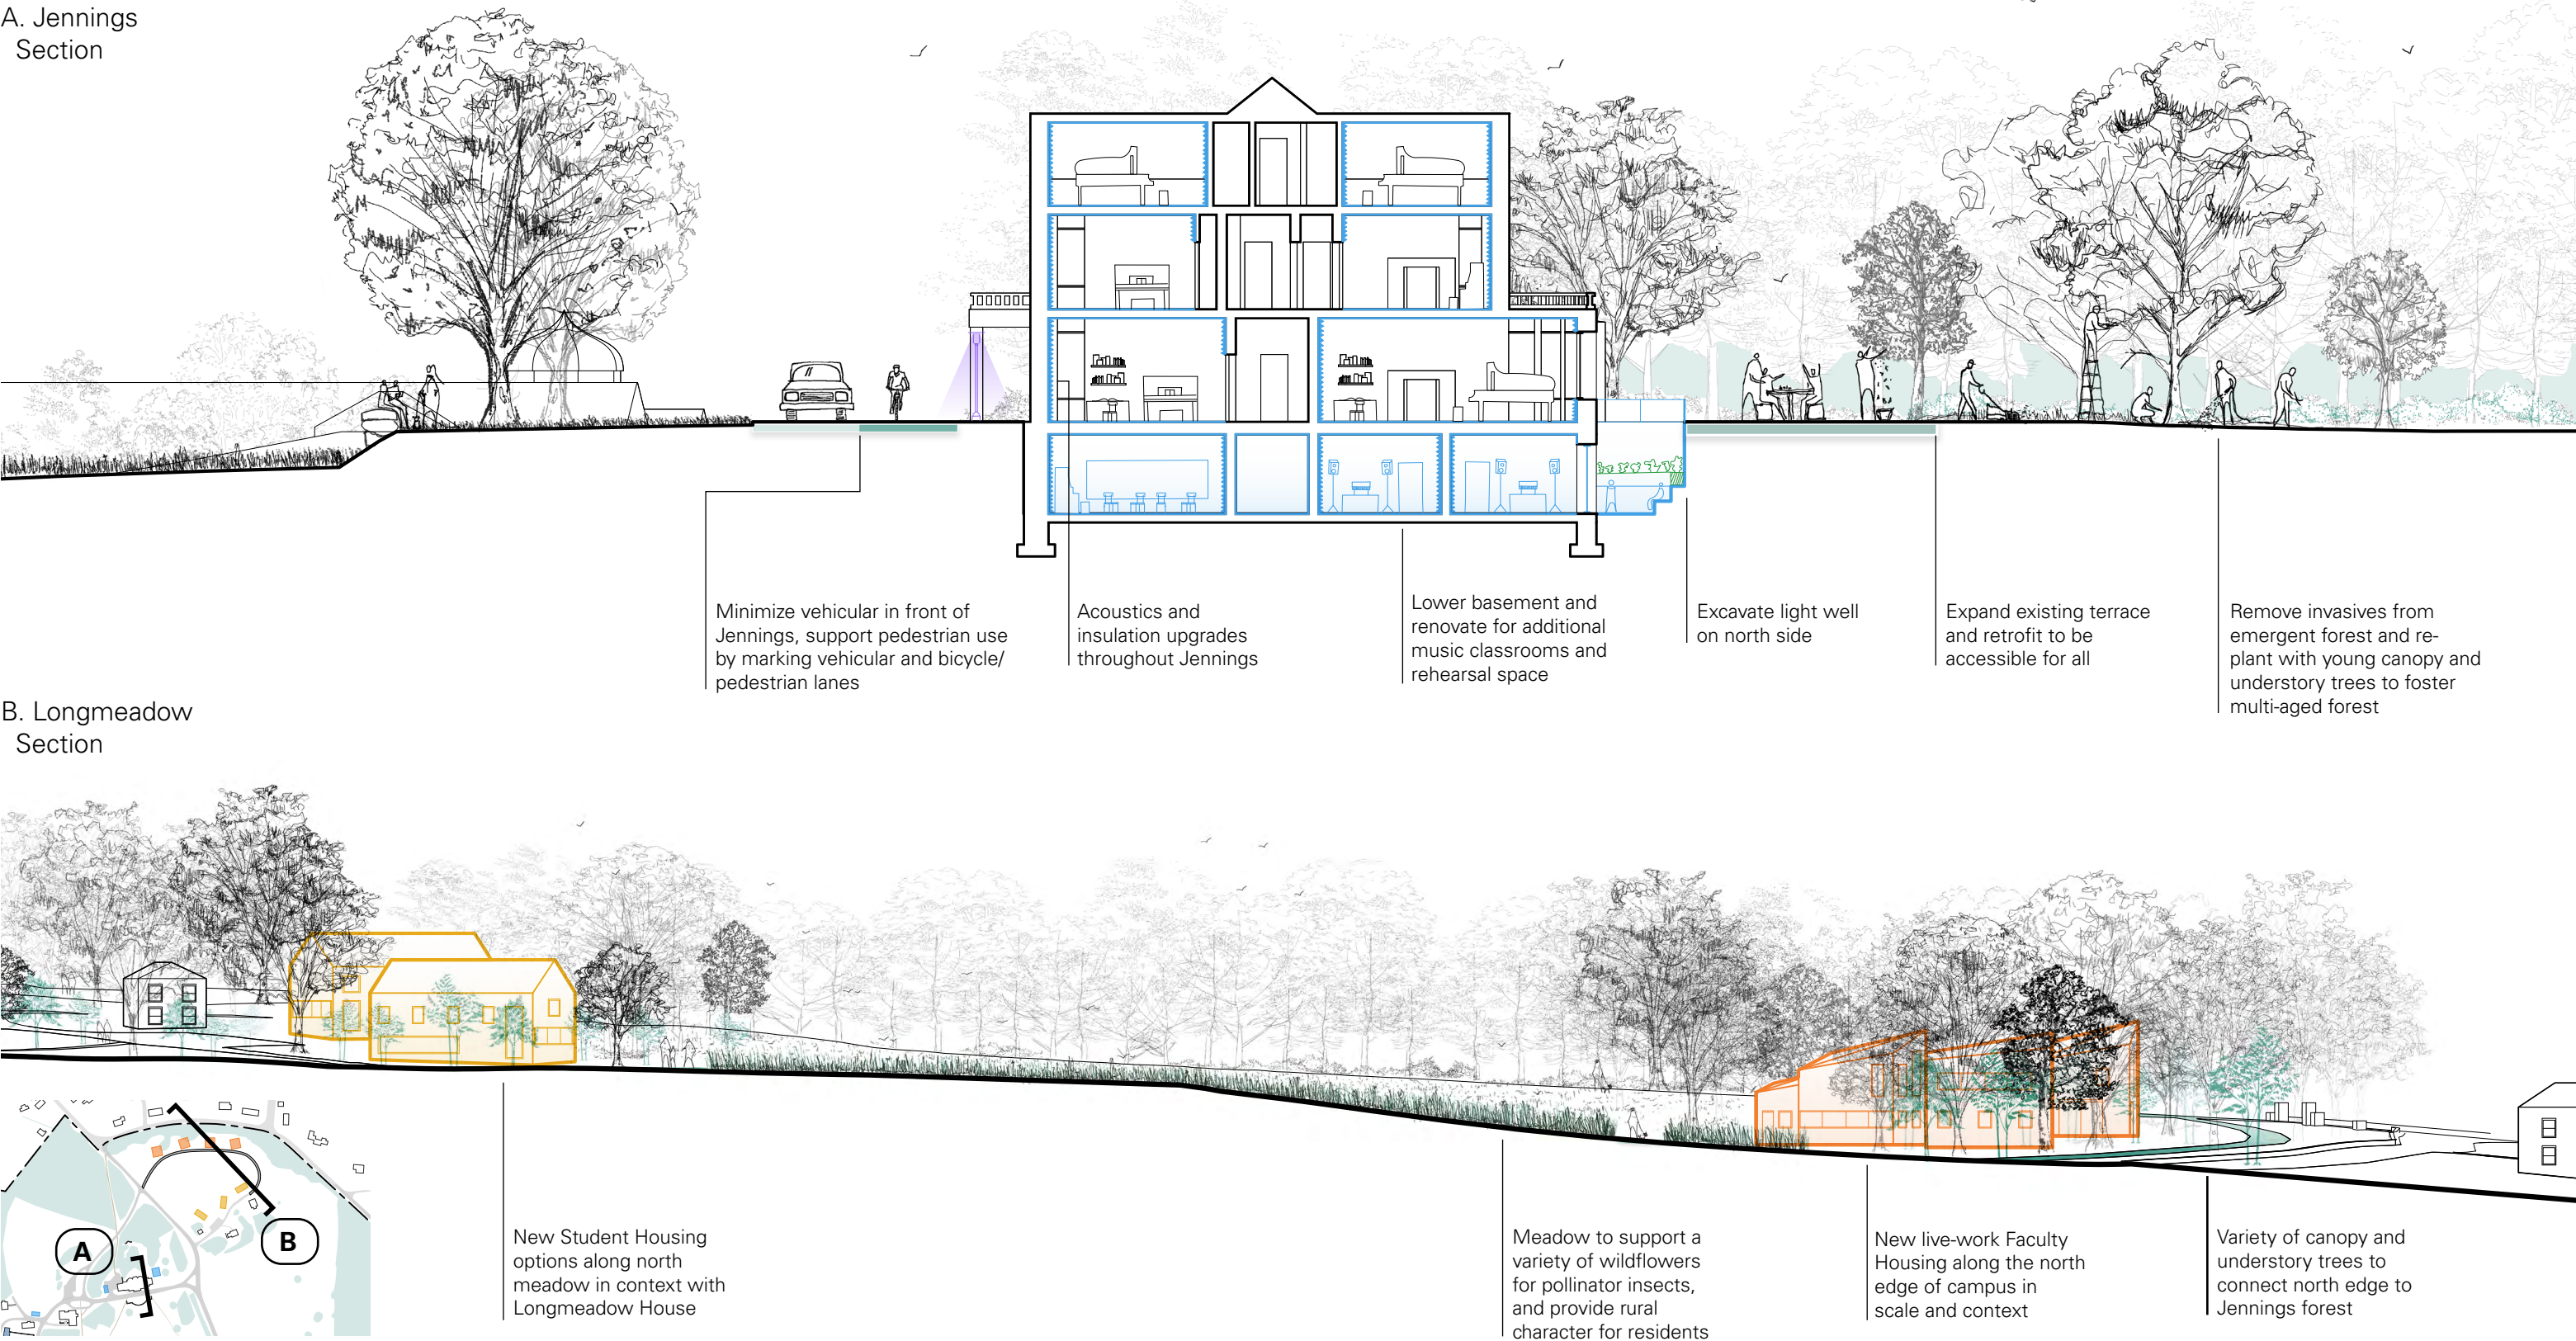 A. Jennings
Section
Minimize vehicular in front of
Jennings, support pedestrian use
by marking vehicular and bicycle/
pedestrian lanes
Acoustics and
insulation upgrades
throughout Jennings
Lower basement and
renovate for additional
music classrooms and
rehearsal space
Excavate light well
on north side
Expand existing terrace
and retrofit to be
accessible for all
Remove invasives from
emergent forest and re-
plant with young canopy and
understory trees to foster
multi-aged forest
B. Longmeadow
Section
A
B
New Student Housing
options along north
meadow in context with
Longmeadow House
Meadow to support a
variety of wildflowers
for pollinator insects,
and provide rural
character for residents
New live-work Faculty
Housing along the north
edge of campus in
scale and context
Variety of canopy and
understory trees to
connect north edge to
Jennings forest